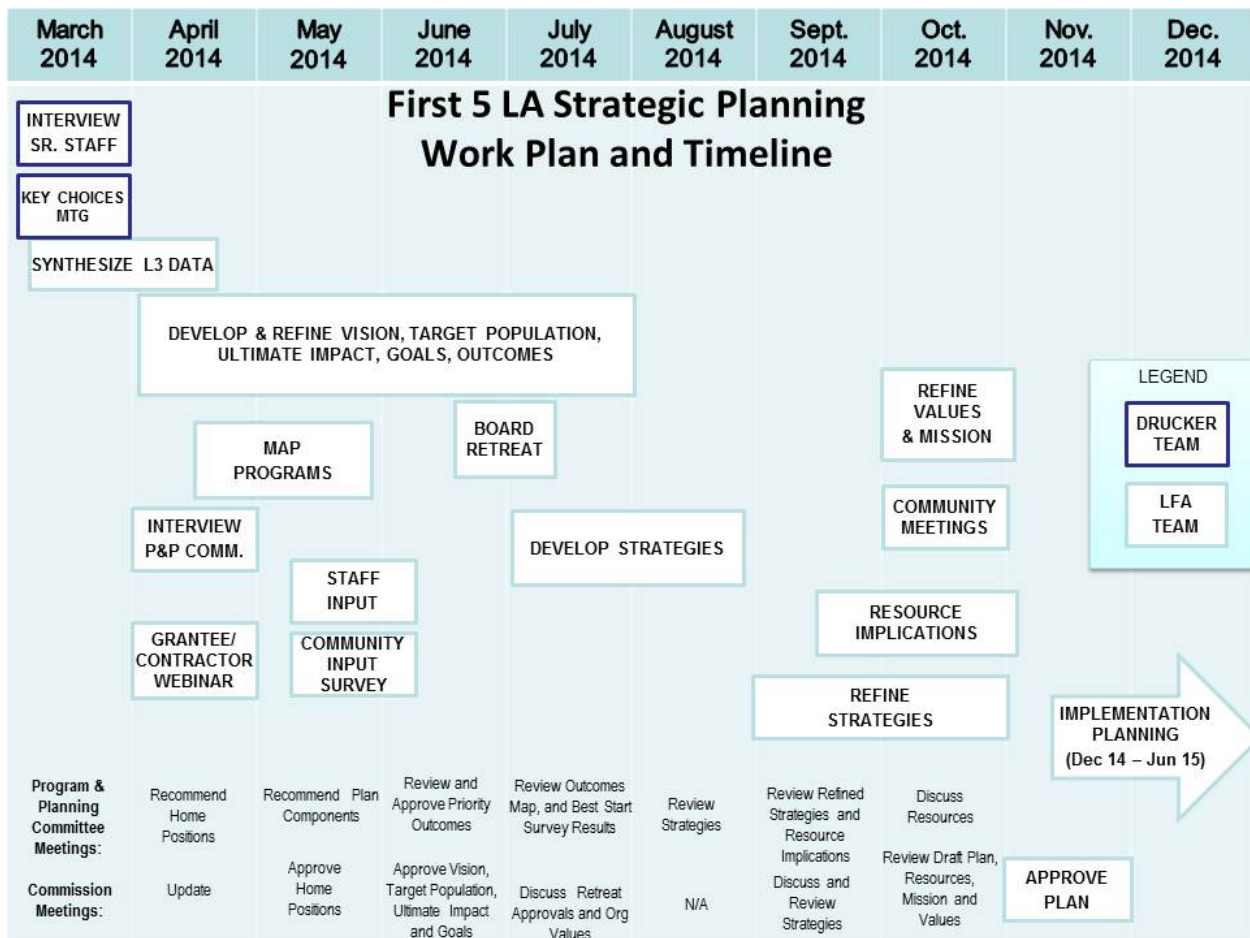 March
2014
April
2014
May
2014
June
2014
July
2014
August
2014
Sept.
2014
Oct.
2014
Nov.
2014
Dec.
2014
First 5 LA Strategic Planning
Work Plan and Timeline
INTERVIEW
SR. STAFF
KEY CHOICES
MTG
SYNTHESIZE L3 DATA
DEVELOP & REFINE VISION, TARGET POPULATION,
ULTIMATE IMPACT, GOALS, OUTCOMES
MAP
PROGRAMS
BOARD
RETREAT
REFINE
VALUES
& MISSION
LEGEND
DRUCKER
TEAM
LFA
TEAM
INTERVIEW
P&P COMM.
DEVELOP STRATEGIES
COMMUNITY
MEETINGS
STAFF
INPUT
RESOURCE
IMPLICATIONS
GRANTEE/
CONTRACTOR
WEBINAR
COMMUNITY
INPUT
SURVEY
REFINE
STRATEGIES
IMPLEMENTATION
PLANNING
(Dec 14 – Jun 15)
Program &
Planning
Committee
Meetings:
Recommend
Home
Positions
Recommend Plan
Components
Review and
Approve Priority
Outcomes
Review Outcomes
Map, and Best Start
Survey Results
Review
Strategies
Review Refined
Strategies and
Resource
Implications
Discuss
Resources
Commission
Meetings:
Update
Approve
Home
Positions
Approve Vision,
Target Population,
Ultimate Impact
and Goals
Discuss Retreat
Approvals and Org
Values
N/A
Discuss and
Review
Strategies
Review Draft Plan,
Resources,
Mission and
Values
APPROVE
PLAN